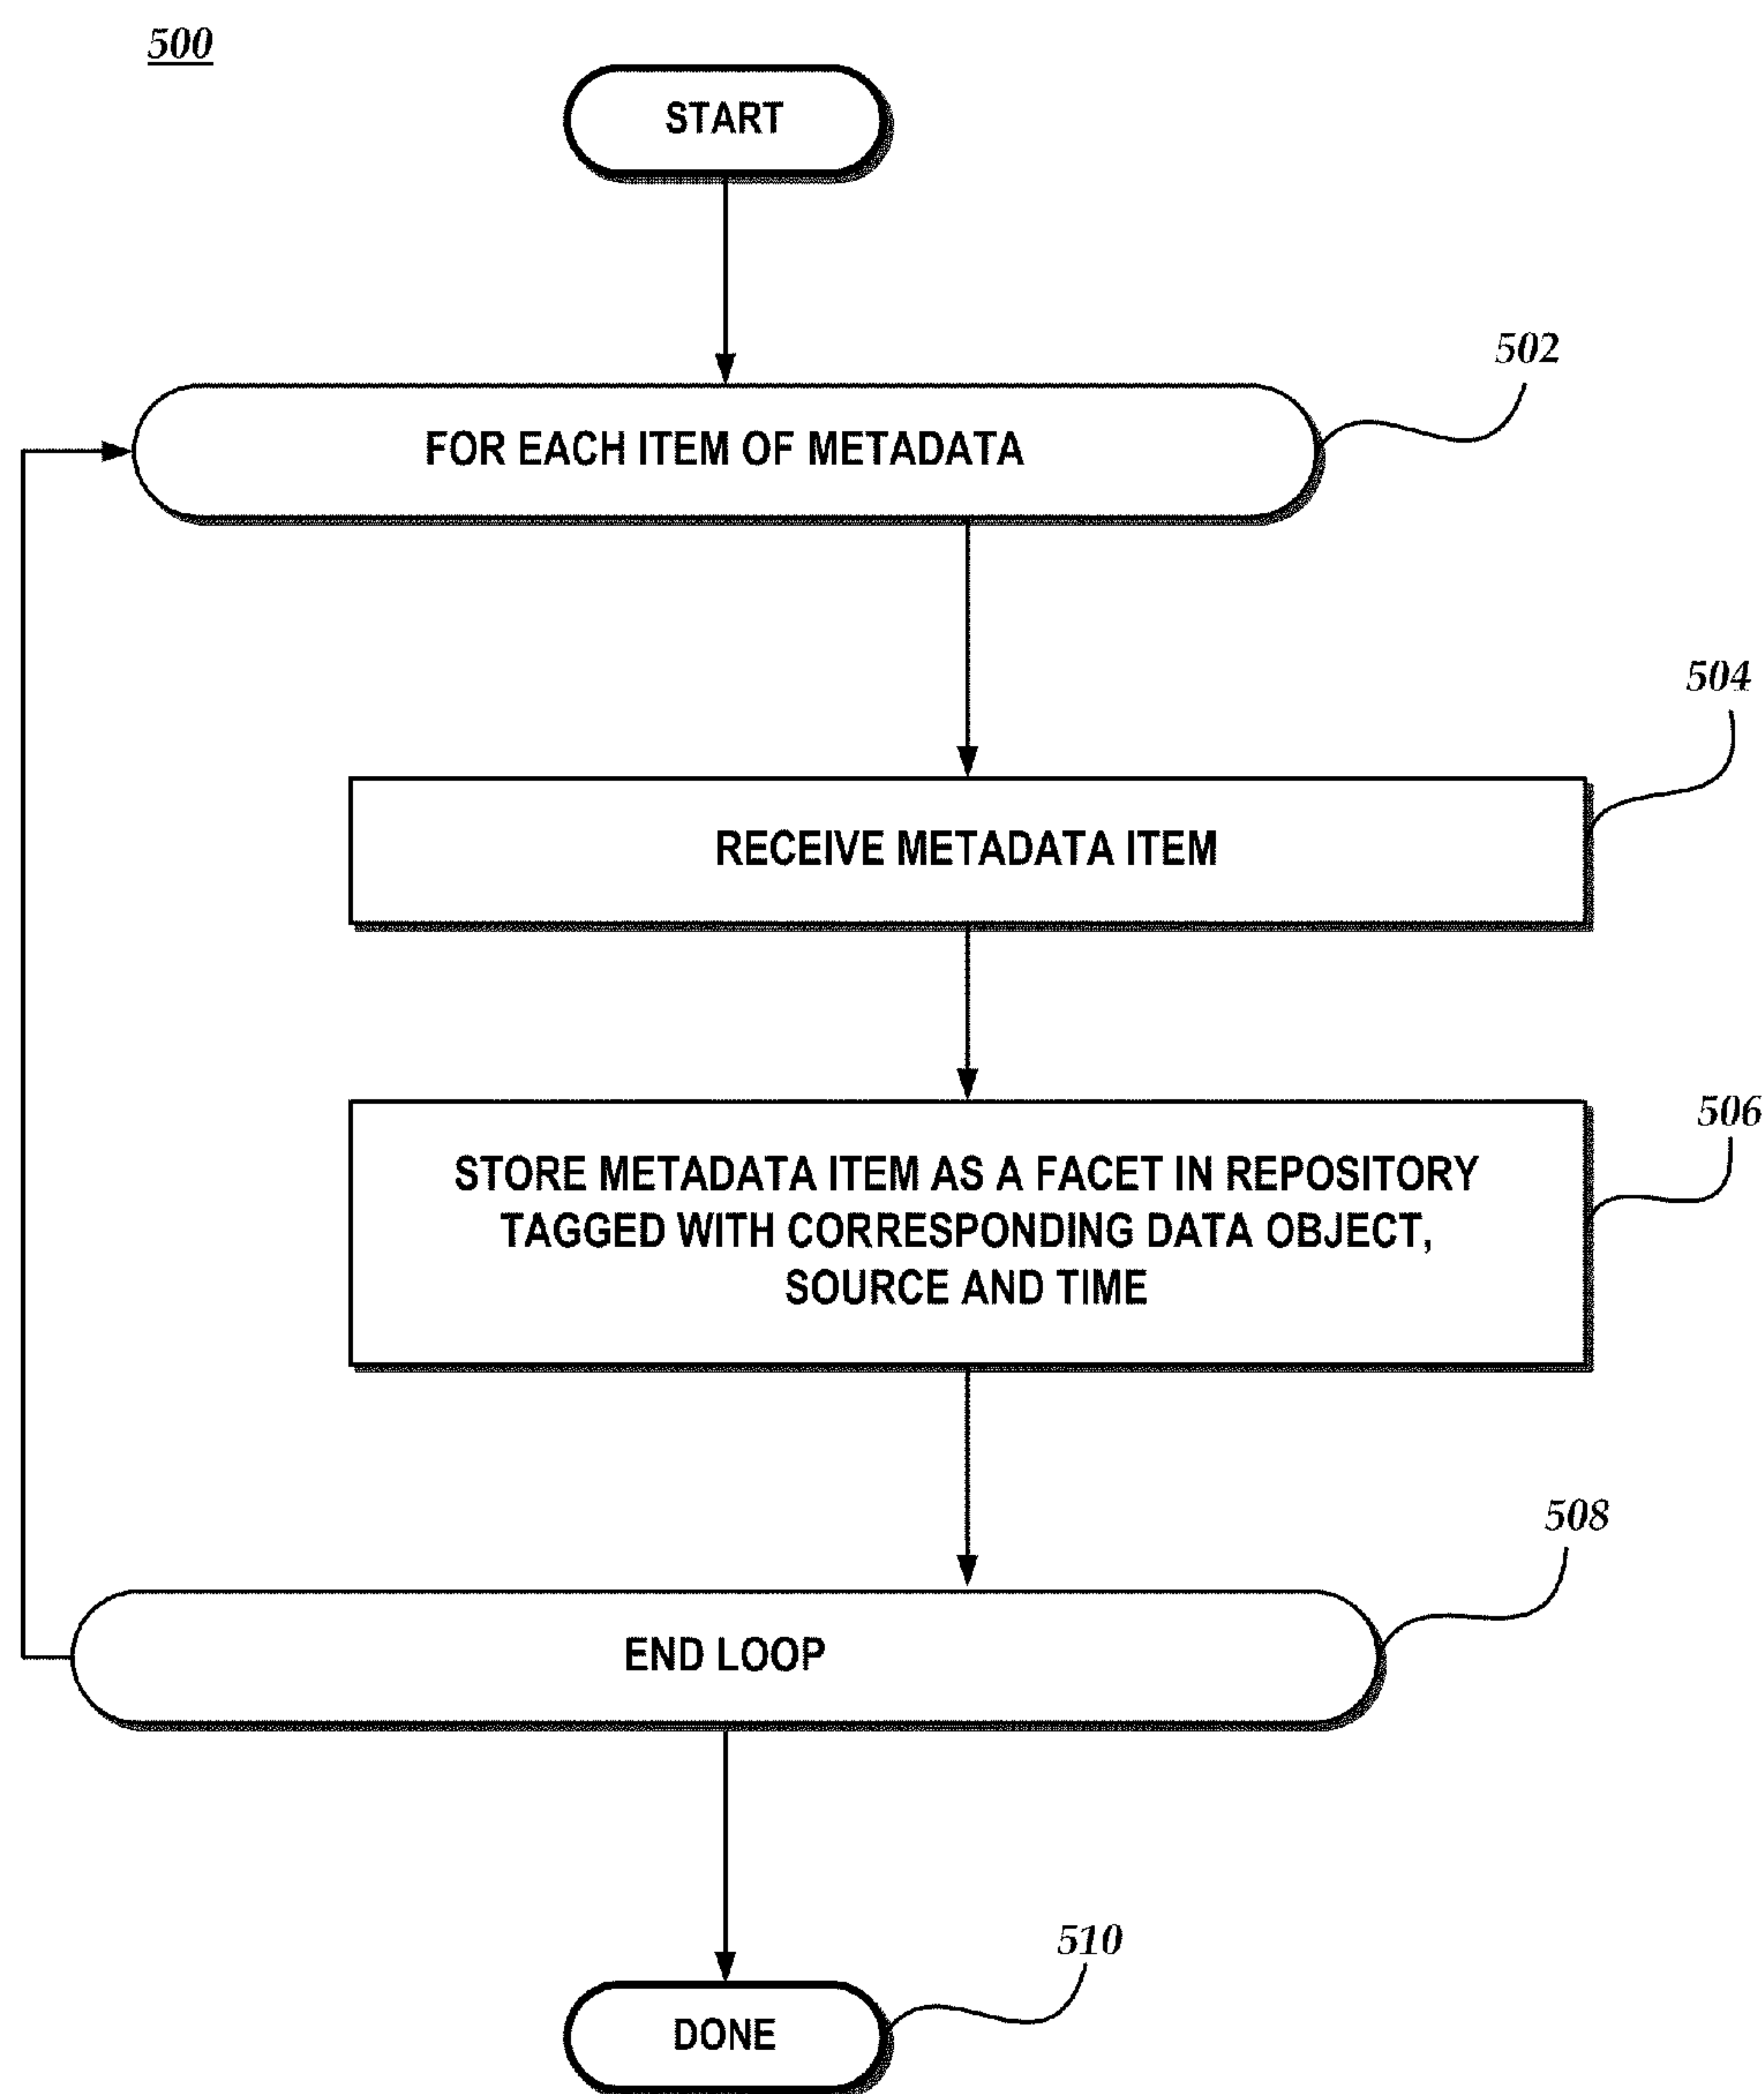 500
START
502
FOR EACH ITEM OF METADATA
504
RECEIVE METADATA ITEM
506
STORE METADATA ITEM AS A FACET IN REPOSITORY
TAGGED WITH CORRESPONDING DATA OBJECT,
SOURCE AND TIME
508
END LOOP
510
DONE